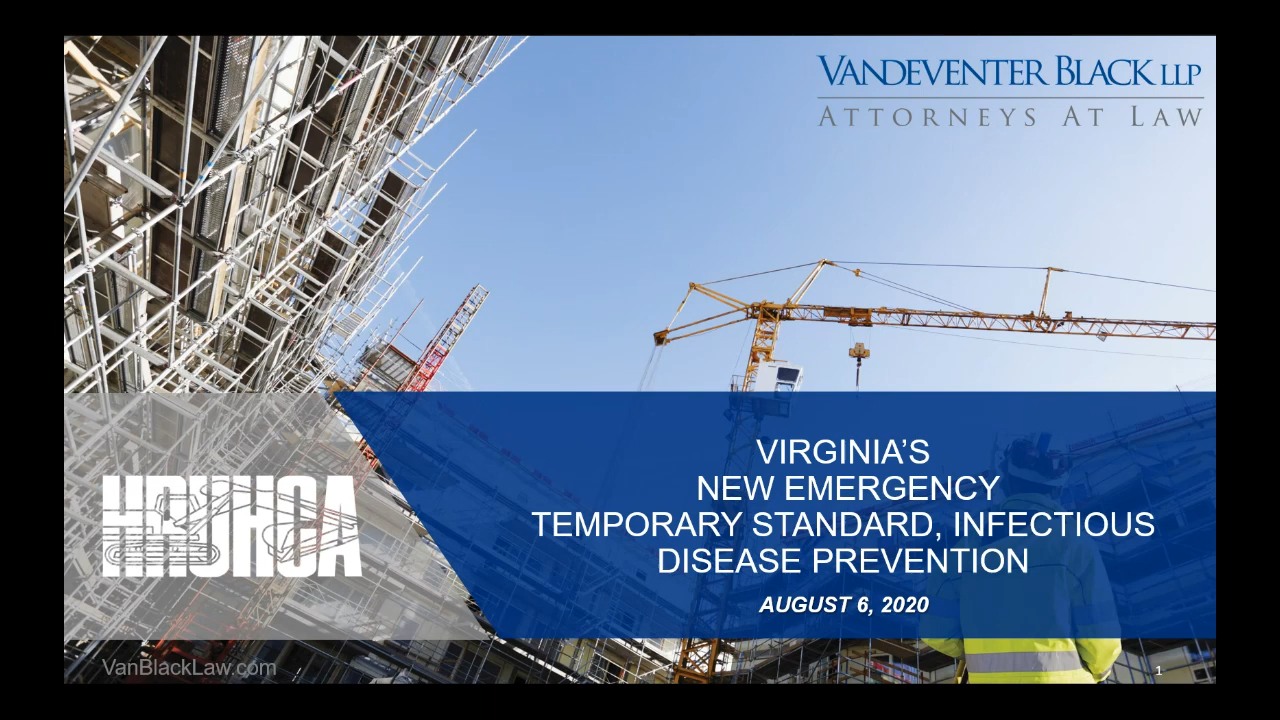 VANDEVENTER BLACK LLP
ATTORNEYS AT LAW
HRUHCA
VIRGINIA’S
NEW EMERGENCY
TEMPORARY STANDARD, INFECTIOUS
DISEASE PREVENTION
AUGUST 6, 2020
VanBlackLaw.com
1